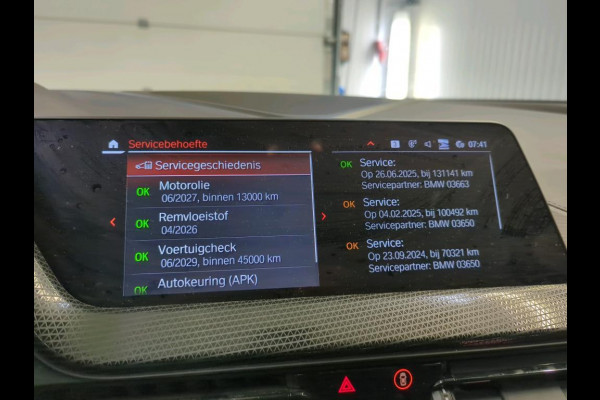 Servicebehoefte
3
07:41
Servicegeschiedenis
OK Motorolie
06/2027, binnen 13000 km
OK Remvloeistof
04/2026
OK Voertuigcheck
06/2029, binnen 45000 km
OK Autokeuring (APK)
OK Service:
Op 26.06.2025, bij 131141 km
Servicepartner: BMW 03663
OK Service:
Op 04.02.2025, bij 100492 km
Servicepartner: BMW 03650
OK Service:
Op 23.09.2024, bij 70321 km
Servicepartner: BMW 03650